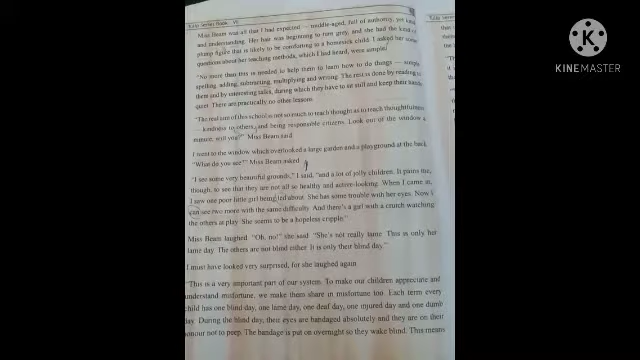 Kids Series Book VI
Miss Beam was all that I had expected — middle-aged, full of authority, yet kind
and understanding. Her hair was beginning to turn grey, and she had the kind of
plump figure that is likely to be comforting to a homesick child. I asked her some
questions about her teaching methods, which I had heard, were simple.
"No more than this is needed to help them to learn how to do things — simple
spelling, adding, subtracting, multiplying and writing. The rest is done by reading to
them and by interesting talks, during which they have to sit still and keep their hands
quiet. There are practically no other lessons.
"The real aim of this school is not so much to teach thought as to teach thoughtfulness
— kindness to others, and being responsible citizens. Look out of the window a
minute, will you?" Miss Beam said.
I went to the window which overlooked a large garden and a playground at the back.
"What do you see?" Miss Beam asked.
"I see some very beautiful grounds," I said, "and a lot of jolly children. It pains me,
though, to see that they are not all so healthy and active-looking. When I came in,
I saw one poor little girl being led about. She has some trouble with her eyes. Now I
can see two more with the same difficulty. And there's a girl with a crutch watching
the others at play. She seems to be a hopeless cripple."
Miss Beam laughed. "Oh, no!" she said. "She's not really lame. This is only her
lame day. The others are not blind either. It is only their blind day."
I must have looked very surprised, for she laughed again.
"This is a very important part of our system. To make our children appreciate and
understand misfortune, we make them share in misfortune too. Each term every
child has one blind day, one lame day, one deaf day, one injured day and one dumb
day. During the blind day, their eyes are bandaged absolutely and they are on their
honour not to peep. The bandage is put on overnight so they wake blind. This means
KINEMASTER